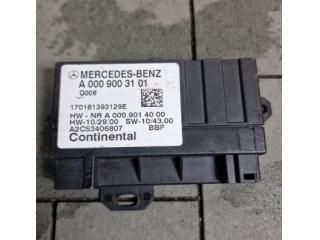 MERCEDES-BENZ
A 000 900 31 01
Q006
170181393129E
HW - NR A 000 901 40 00
HW-10/29.00 SW-10/43.00
A2C53406807 BBF
Continental